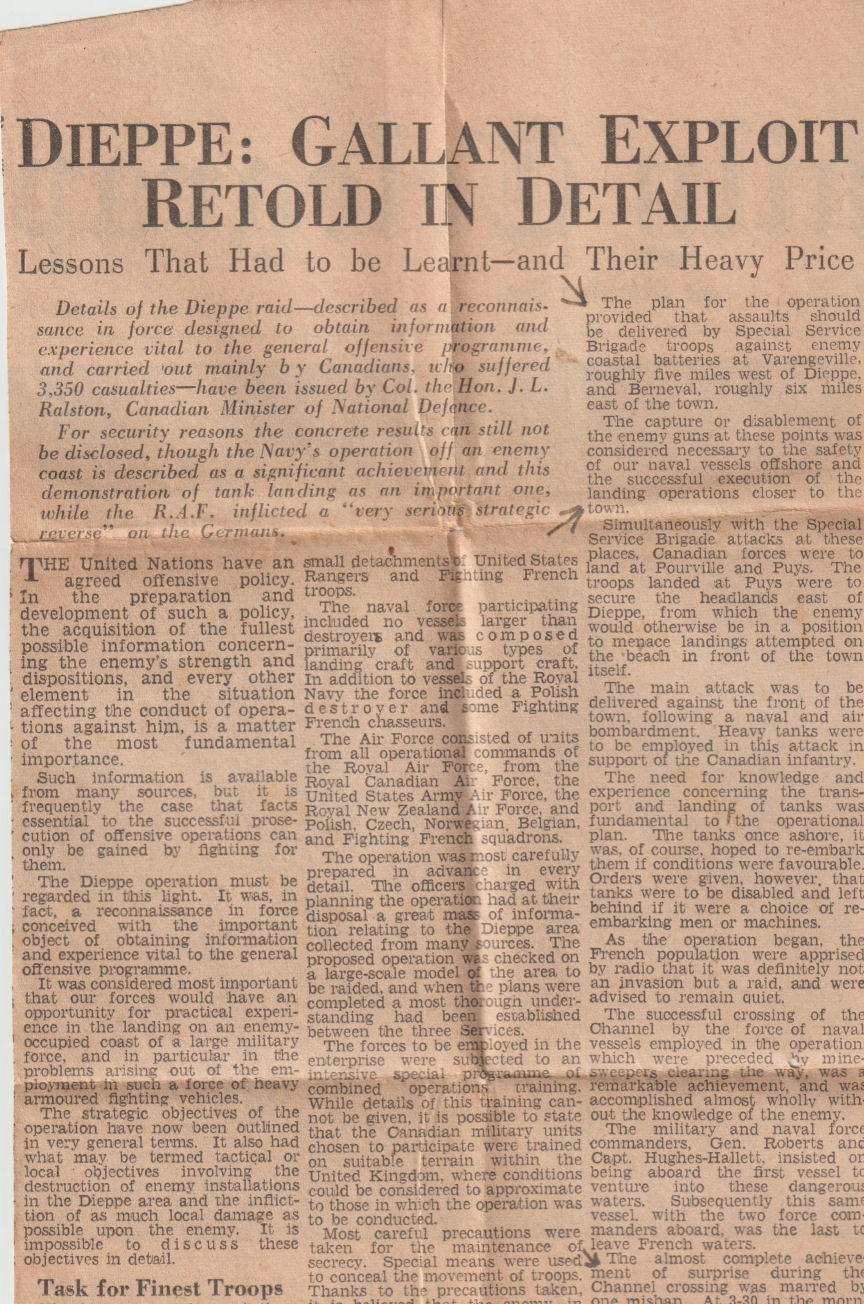 DIEPPE: GALLANT EXPLOIT
RETOLD IN DETAIL
Lessons That Had to be Learnt—and Their Heavy Price
Details of the Dieppe raid—described as a reconnais-
sance in force designed to obtain information and
experience vital to the general offensive programme,
and carried out mainly by Canadians, who suffered
3,350 casualties—have been issued by Col. the Hon. J. L.
Ralston, Canadian Minister of National Defence.
For security reasons the concrete results can still not
be disclosed, though the Navy's operation off an enemy
coast is described as a significant achievement and this
demonstration of tank landing as an important one,
while the R.A.F. inflicted a "very serious strategic
reverse" on the Germans.
THE United Nations have an
agreed offensive policy.
In the preparation and
development of such a policy,
the acquisition of the fullest
possible information concern-
ing the enemy's strength and
dispositions, and every other
element in the situation
affecting the conduct of opera-
tions against him, is a matter
of the most fundamental
importance.
Such information is available
from many sources, but it is
frequently the case that facts
essential to the successful prose-
cution of offensive operations can
only be gained by fighting for
them.
The Dieppe operation must be
regarded in this light. It was, in
fact, a reconnaissance in force
conceived with the important
object of obtaining information
and experience vital to the general
offensive programme.
It was considered most important
that our forces would have an
opportunity for practical experi-
ence in the landing on an enemy-
occupied coast of a large military
force, and in particular in the
problems arising out of the em-
ployment in such a force of heavy
armoured fighting vehicles.
The strategic objectives of the
operation have now been outlined
in very general terms. It also had
what may be termed tactical or
local objectives involving the
destruction of enemy installations
in the Dieppe area and the inflict-
tion of as much local damage as
possible upon the enemy. It is
impossible to discuss these
objectives in detail.
Task for Finest Troops
small detachments of United States
Rangers and Fighting French
troops.
The naval force participating
included no vessels larger than
destroyers and was composed
primarily of various types of
landing craft and support craft.
In addition to vessels of the Royal
Navy the force included a Polish
destroyer and some Fighting
French chasseurs.
The Air Force consisted of units
from all operational commands of
the Royal Air Force, from the
Royal Canadian Air Force, the
United States Army Air Force, the
Royal New Zealand Air Force, and
Polish, Czech, Norwegian, Belgian,
and Fighting French squadrons.
The operation was most carefully
prepared in advance in every
detail. The officers charged with
planning the operation had at their
disposal a great mass of informa-
tion relating to the Dieppe area
collected from many sources. The
proposed operation was checked on
a large-scale model of the area to
be raided, and when the plans were
completed a most thorough under-
standing had been established
between the three Services.
The forces to be employed in the
enterprise were subjected to an
intensive special programme of
combined operations training.
While details of this training can-
not be given, it is possible to state
that the Canadian military units
chosen to participate were trained
on suitable terrain within the
United Kingdom, where conditions
could be considered to approximate
to those in which the operation was
to be conducted.
Most careful precautions were
taken for the maintenance of
secrecy. Special means were used
to conceal the movement of troops.
Thanks to the precautions taken,
it is believed that the enemy in
The plan for the operation
provided that assaults should
be delivered by Special Service
Brigade troops against enemy
coastal batteries at Varengeville,
roughly five miles west of Dieppe,
and Berneval, roughly six miles
east of the town.
The capture or disablement of
the enemy guns at these points was
considered necessary to the safety
of our naval vessels offshore and
the successful execution of the
landing operations closer to the
town.
Simultaneously with the Special
Service Brigade attacks at these
places, Canadian forces were to
land at Pourville and Puys. The
troops landed at Puys were to
secure the headlands east of
Dieppe, from which the enemy
would otherwise be in a position
to menace landings attempted on
the beach in front of the town
itself.
The main attack was to be
delivered against the front of the
town, following a naval and air
bombardment. Heavy tanks were
to be employed in this attack in
support of the Canadian infantry.
The need for knowledge and
experience concerning the trans-
port and landing of tanks was
fundamental to the operational
plan. The tanks once ashore, it
was, of course, hoped to re-embark
them if conditions were favourable.
Orders were given, however, that
tanks were to be disabled and left
behind if it were a choice of re-
embarking men or machines.
As the operation began, the
French population were apprised
by radio that it was definitely not
an invasion but a raid, and were
advised to remain quiet.
The successful crossing of the
Channel by the force of naval
vessels employed in the operation
which were preceded by mine-
sweepers clearing the way, was a
remarkable achievement, and was
accomplished almost wholly with-
out the knowledge of the enemy.
The military and naval force
commanders, Gen. Roberts and
Capt. Hughes-Hallett, insisted on
being aboard the first vessel to
venture into these dangerous
waters. Subsequently this same
vessel, with the two force com-
manders aboard, was the last to
leave French waters.
The almost complete achieve-
ment of surprise during the
Channel crossing was marred by
one mishap. At 3-30 in the morn-